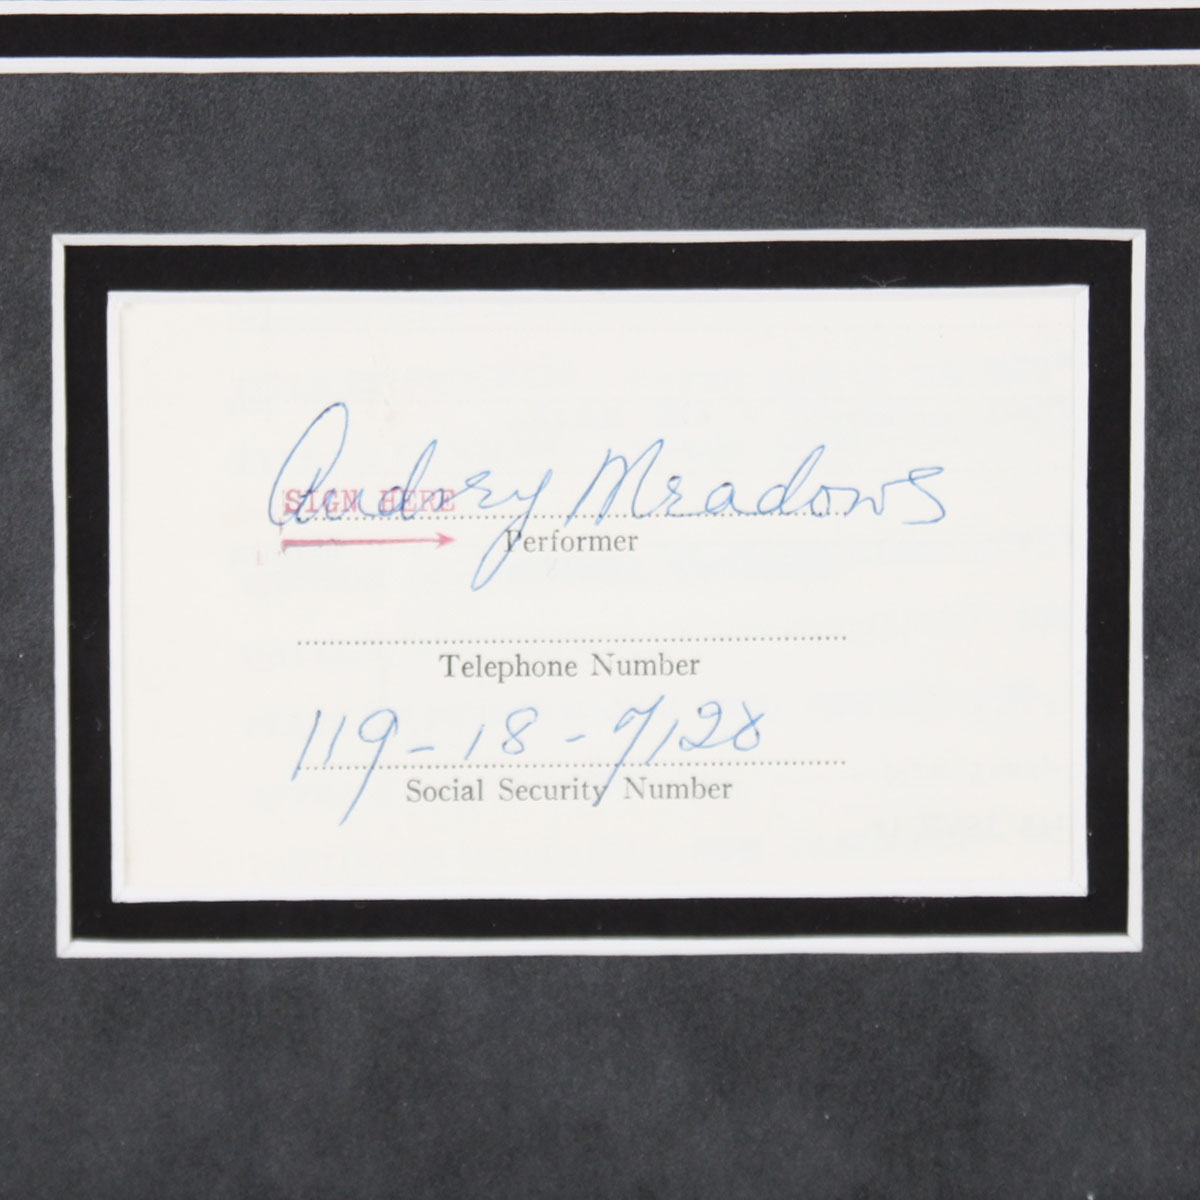 Audrey Meadows
SIGN HERE
Performer
Telephone Number
119-18-7128
Social Security Number